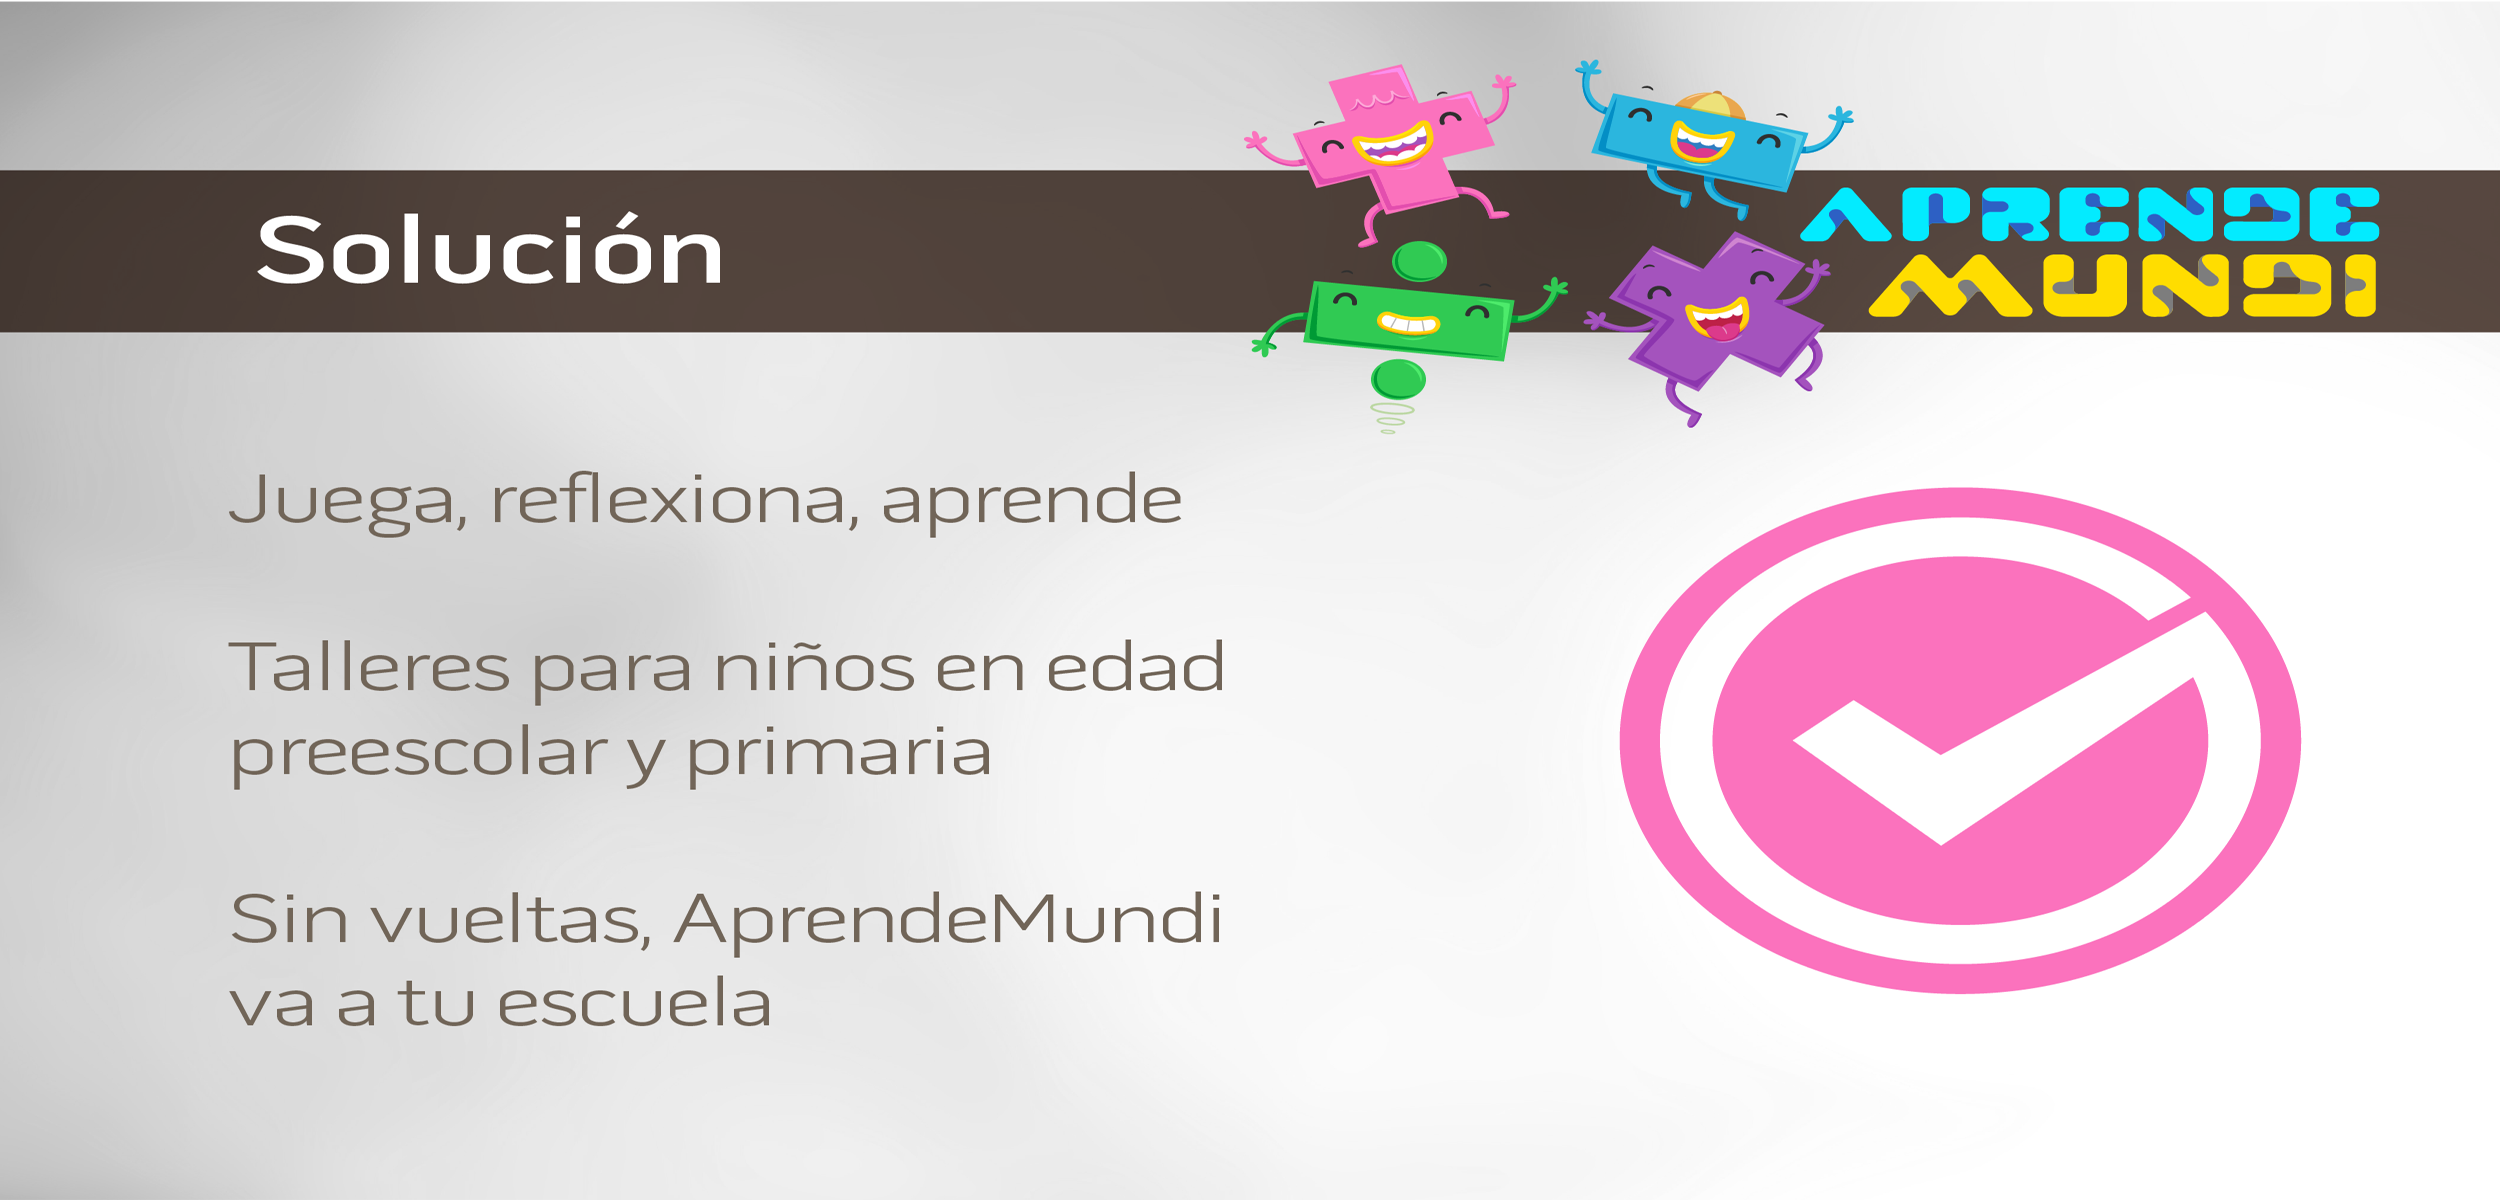 Solución
APRENDE
MUNDI
Juega, reflexiona, aprende
Talleres para niños en edad
preescolar y primaria
Sin vueltas, AprendeMundi
va a tu escuela